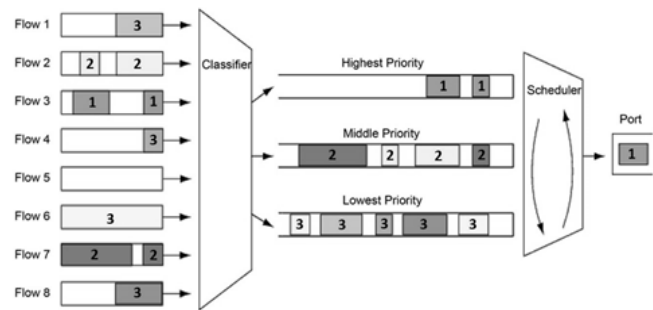 Flow 1 3
Flow 2 2 2
Flow 3 1 1
Flow 4 3
Flow 5
Flow 6 3
Flow 7 2 2
Flow 8 3
Classifier
Highest Priority
1 1
Middle Priority
2 2 2 2
Lowest Priority
3 3 3 3 3
Scheduler
Port
1